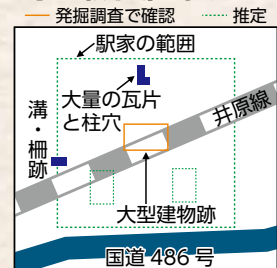 発掘調査で確認 推定
駅家の範囲
大量の瓦片
と柱穴
溝・柵跡
井原線
大型建物跡
国道 486 号